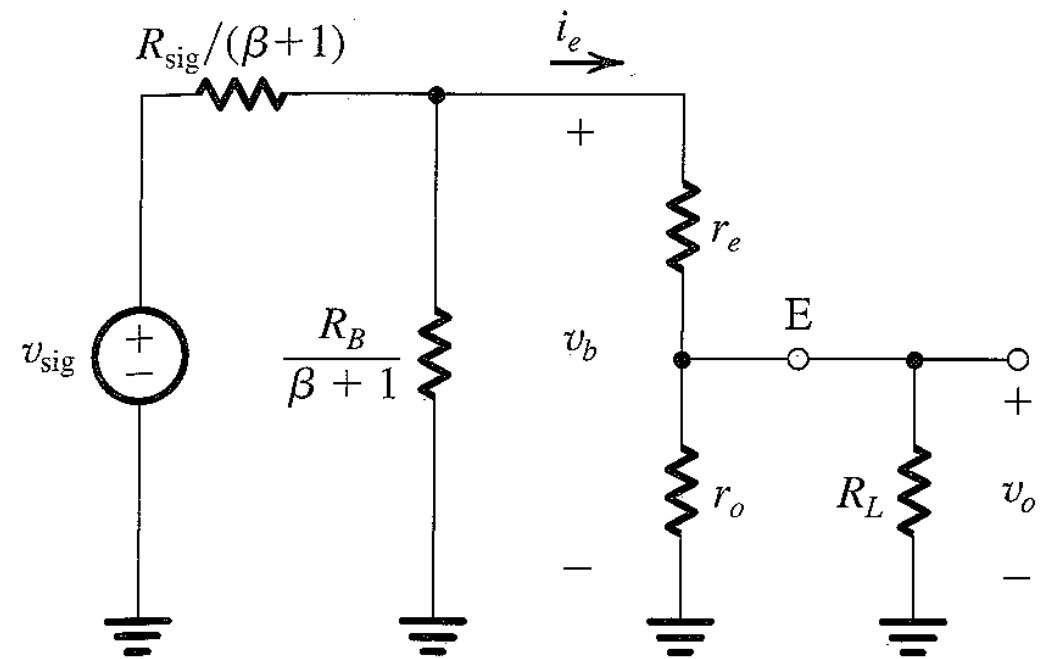 R_sig/(β+1)
i_e
+
r_e
v_sig
+
−
R_B
β + 1
v_b
E
+
r_o
R_L
v_o
−
−